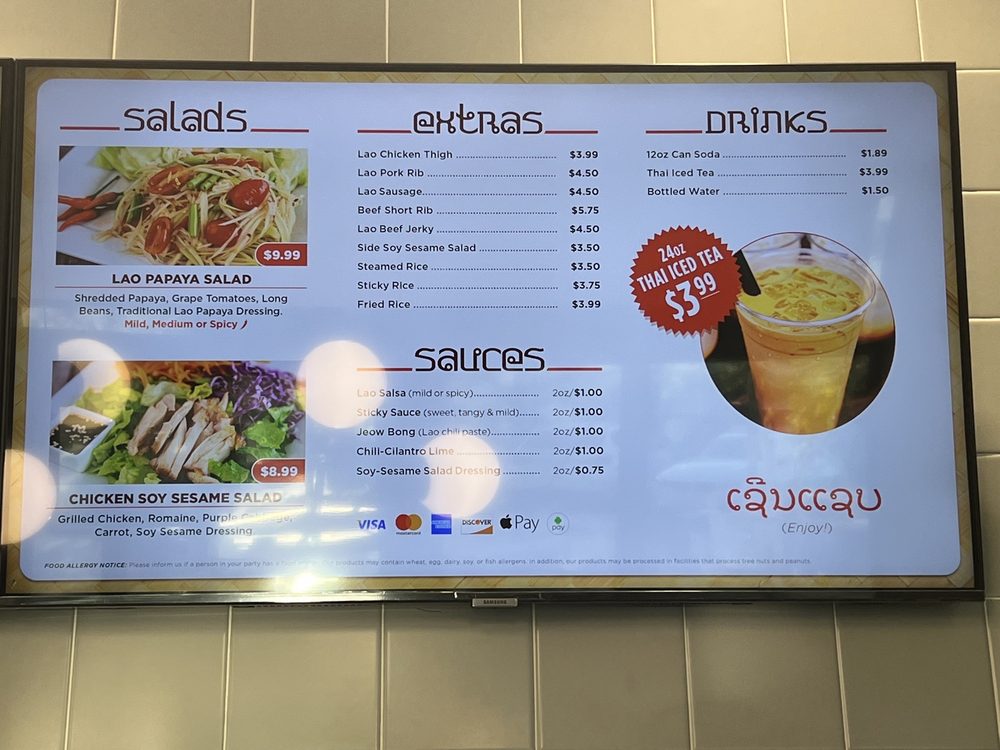 Salads
$9.99
LAO PAPAYA SALAD
Shredded Papaya, Grape Tomatoes, Long
Beans, Traditional Lao Papaya Dressing.
Mild, Medium or Spicy
$8.99
CHICKEN SOY SESAME SALAD
Grilled Chicken, Romaine, Purple Cabbage,
Carrot, Soy Sesame Dressing.
extras
Lao Chicken Thigh $3.99
Lao Pork Rib $4.50
Lao Sausage $4.50
Beef Short Rib $5.75
Lao Beef Jerky $4.50
Side Soy Sesame Salad $3.50
Steamed Rice $3.50
Sticky Rice $3.75
Fried Rice $3.99
Sauces
Lao Salsa (mild or spicy) 2oz/$1.00
Sticky Sauce (sweet, tangy & mild) 2oz/$1.00
Jeow Bong (Lao chili paste) 2oz/$1.00
Chili-Cilantro Lime 2oz/$1.00
Soy-Sesame Salad Dressing 2oz/$0.75
VISA mastercard AMERICAN EXPRESS DISCOVER Pay pay
DRINKS
12oz Can Soda $1.89
Thai Iced Tea $3.99
Bottled Water $1.50
24oz
THAI ICED TEA
$3.99
ເຊີນແຊບ
(Enjoy!)
FOOD ALLERGY NOTICE: Please inform us if a person in your party has a food allergy. Our products may contain wheat, egg, dairy, soy, or fish allergens. In addition, our products may be processed in facilities that process tree nuts and peanuts.
SAMSUNG